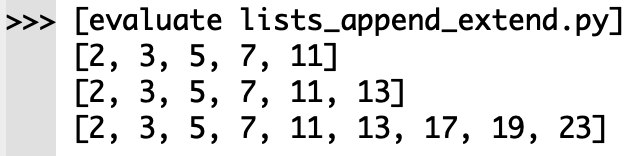 >>> [evaluate lists_append_extend.py]
[2, 3, 5, 7, 11]
[2, 3, 5, 7, 11, 13]
[2, 3, 5, 7, 11, 13, 17, 19, 23]